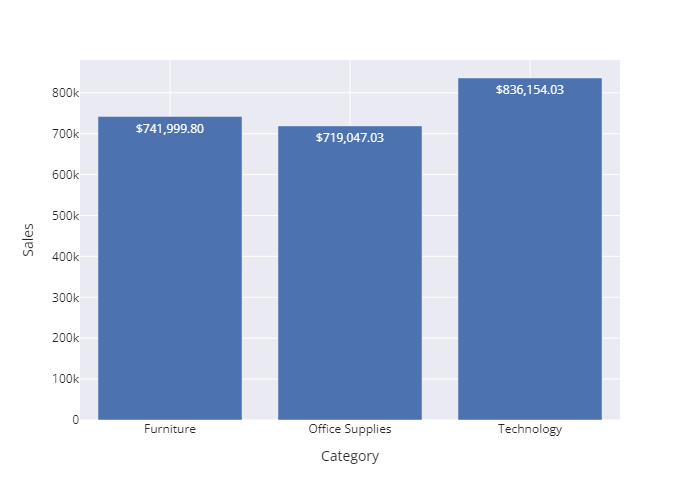 800k
700k
600k
500k
400k
300k
200k
100k
0
Sales
$741,999.80
$719,047.03
$836,154.03
Furniture
Office Supplies
Technology
Category